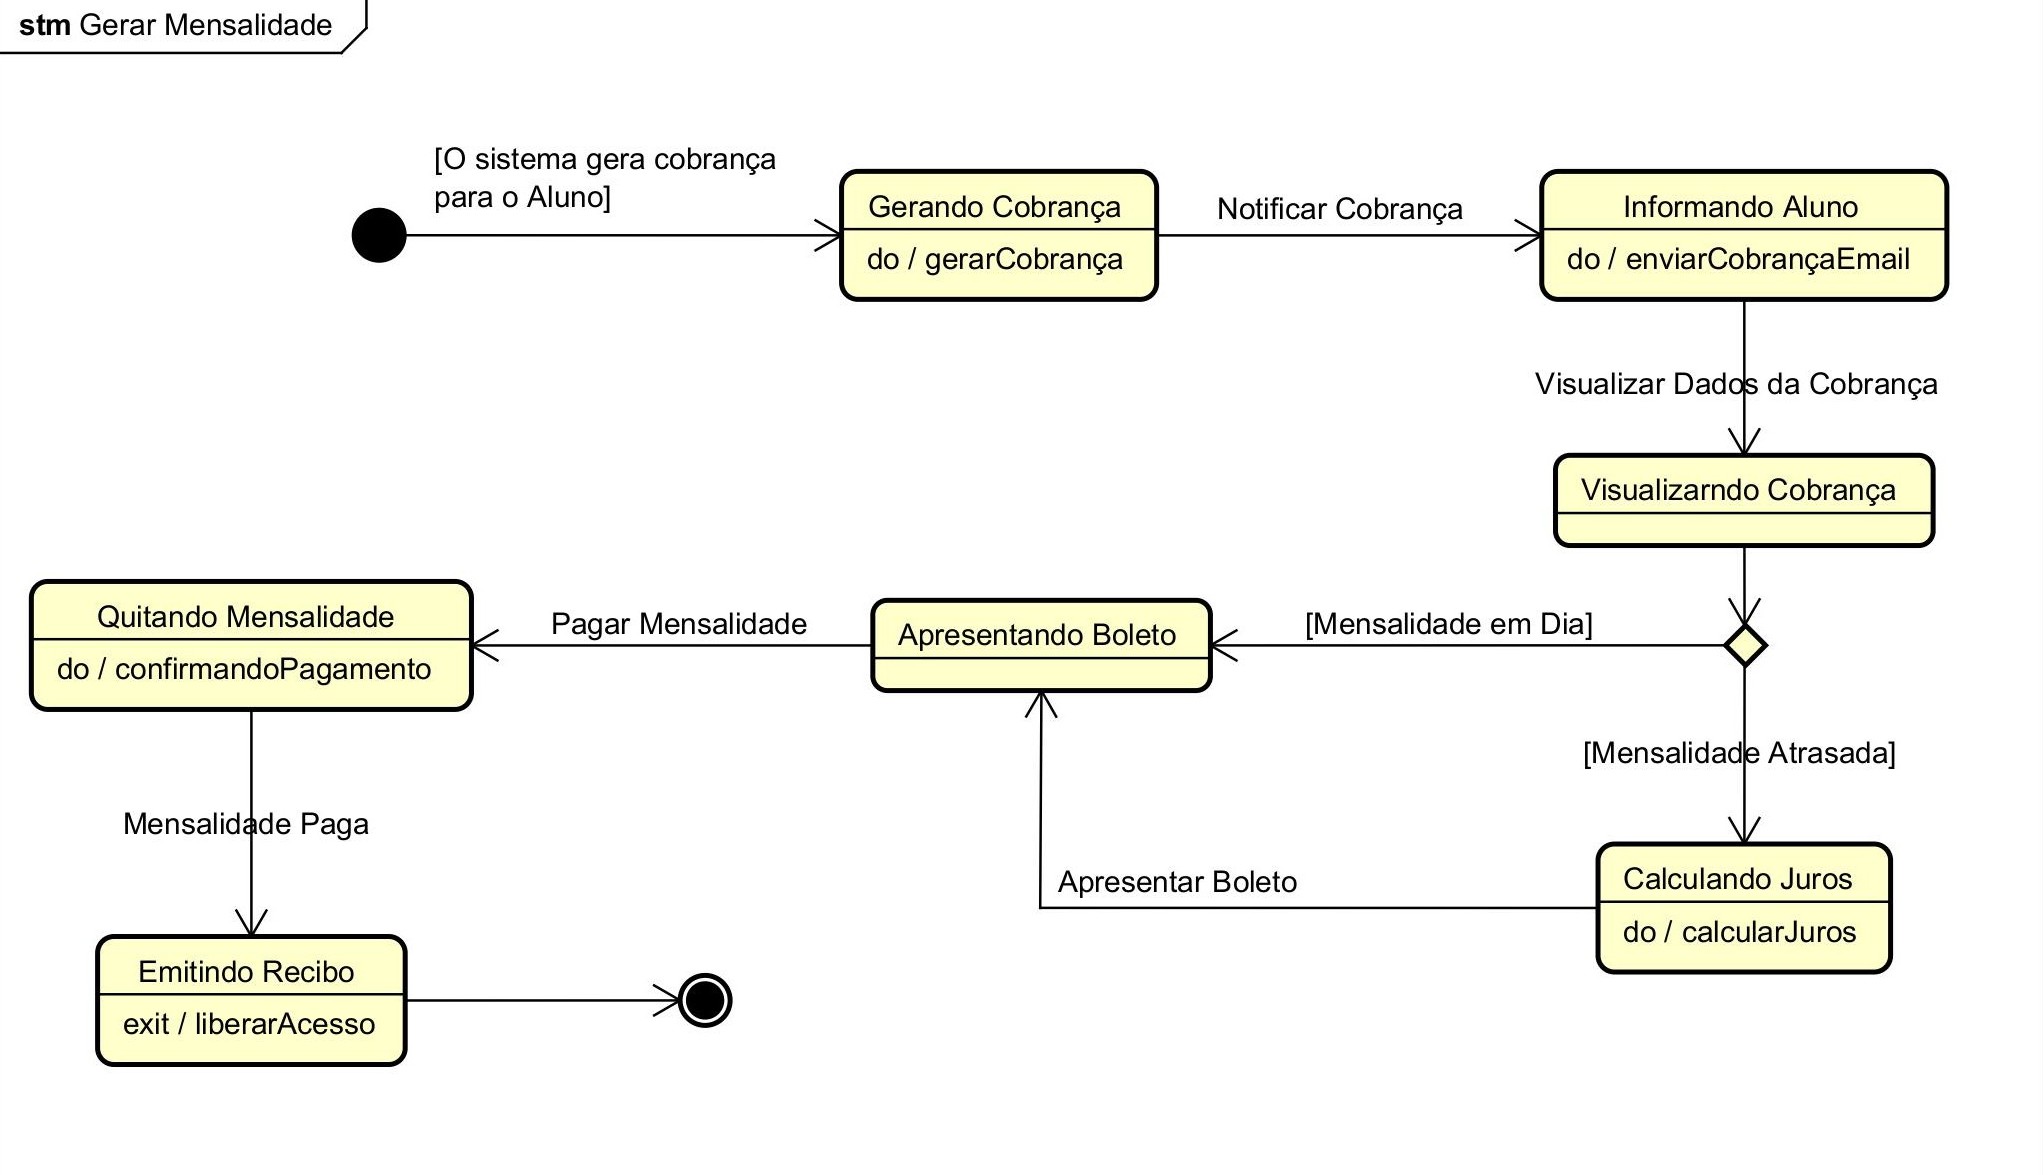 stm Gerar Mensalidade
[O sistema gera cobrança
para o Aluno]
Gerando Cobrança
do / gerarCobrança
Notificar Cobrança
Informando Aluno
do / enviarCobrançaEmail
Visualizar Dados da Cobrança
Visualizarndo Cobrança
[Mensalidade em Dia]
Apresentando Boleto
Pagar Mensalidade
Quitando Mensalidade
do / confirmandoPagamento
[Mensalidade Atrasada]
Calculando Juros
do / calcularJuros
Apresentar Boleto
Mensalidade Paga
Emitindo Recibo
exit / liberarAcesso